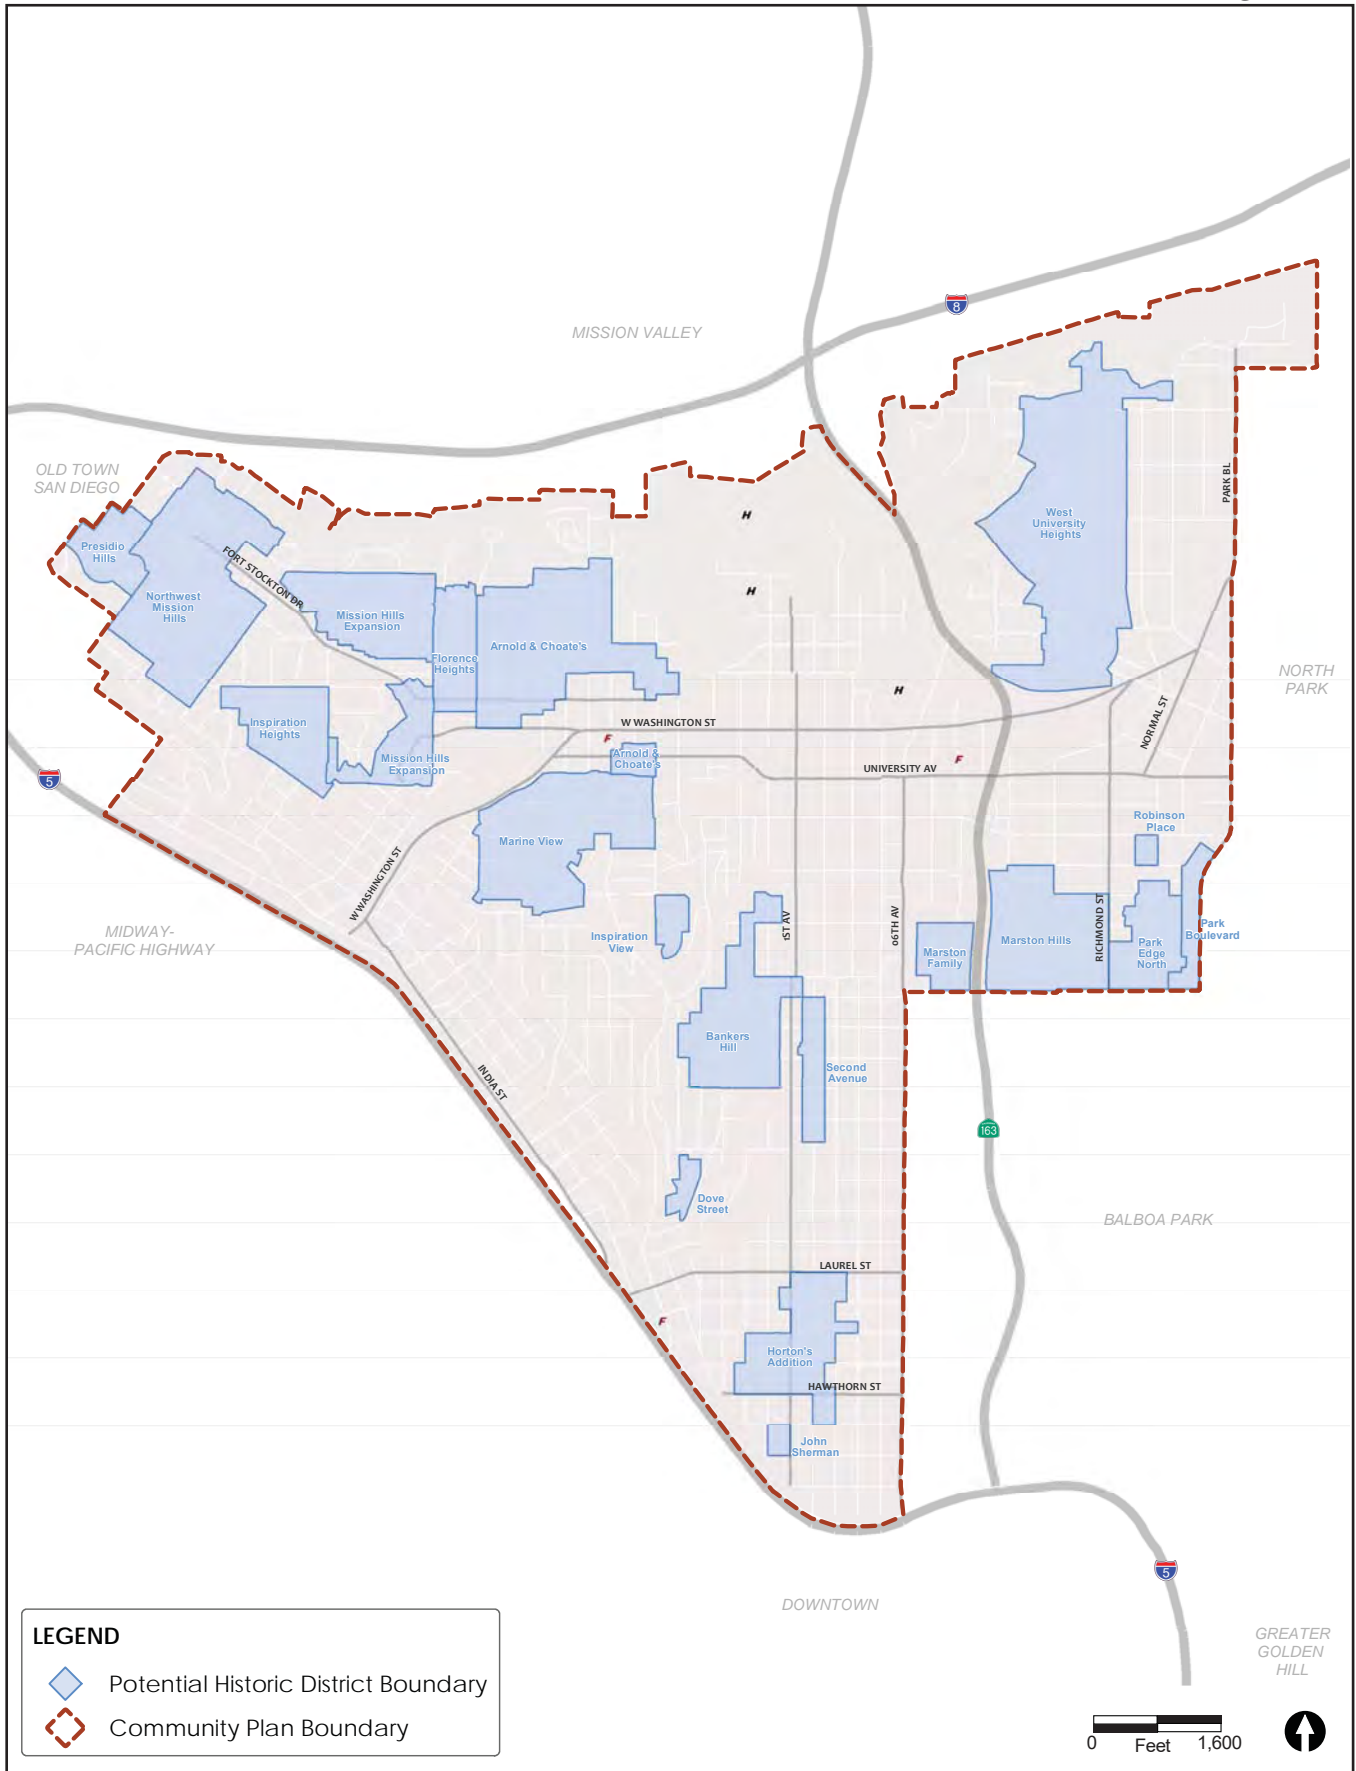 8
MISSION VALLEY
OLD TOWN
SAN DIEGO
PARK BL
H
West
University
Heights
Presidio
Hills
FORT STOCKTON DR
H
Northwest
Mission
Hills
Mission Hills
Expansion
Arnold & Choate's
Florence
Heights
NORTH
PARK
H
Inspiration
Heights
W WASHINGTON ST
NORMAL ST
F
Arnold &
Choate's
F
Mission Hills
Expansion
UNIVERSITY AV
5
Robinson
Place
Marine View
W WASHINGTON ST
MIDWAY-
PACIFIC HIGHWAY
Inspiration
View
1ST AV
06TH AV
Marston
Family
Marston Hills
RICHMOND ST
Park
Edge
North
Park
Boulevard
Bankers
Hill
Second
Avenue
INDIA ST
163
Dove
Street
BALBOA PARK
LAUREL ST
F
Horton's
Addition
HAWTHORN ST
John
Sherman
5
DOWNTOWN
GREATER
GOLDEN
HILL
LEGEND
Potential Historic District Boundary
Community Plan Boundary
0 Feet 1,600